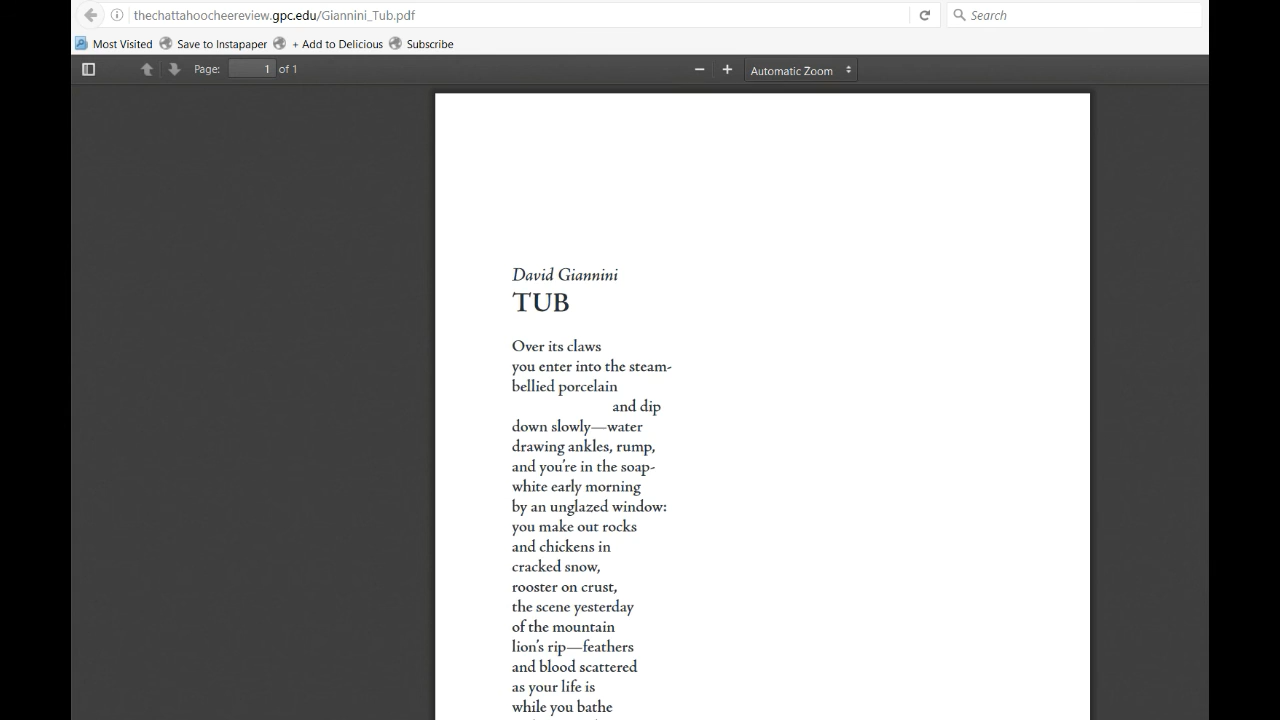 thechattahoocheereview.gpc.edu/Giannini_Tub.pdf
Search
Most Visited Save to Instapaper + Add to Delicious Subscribe
Page: 1 of 1 Automatic Zoom
David Giannini
TUB
Over its claws
you enter into the steam-
bellied porcelain
and dip
down slowly—water
drawing ankles, rump,
and you’re in the soap-
white early morning
by an unglazed window:
you make out rocks
and chickens in
cracked snow,
rooster on crust,
the scene yesterday
of the mountain
lion’s rip—feathers
and blood scattered
as your life is
while you bathe